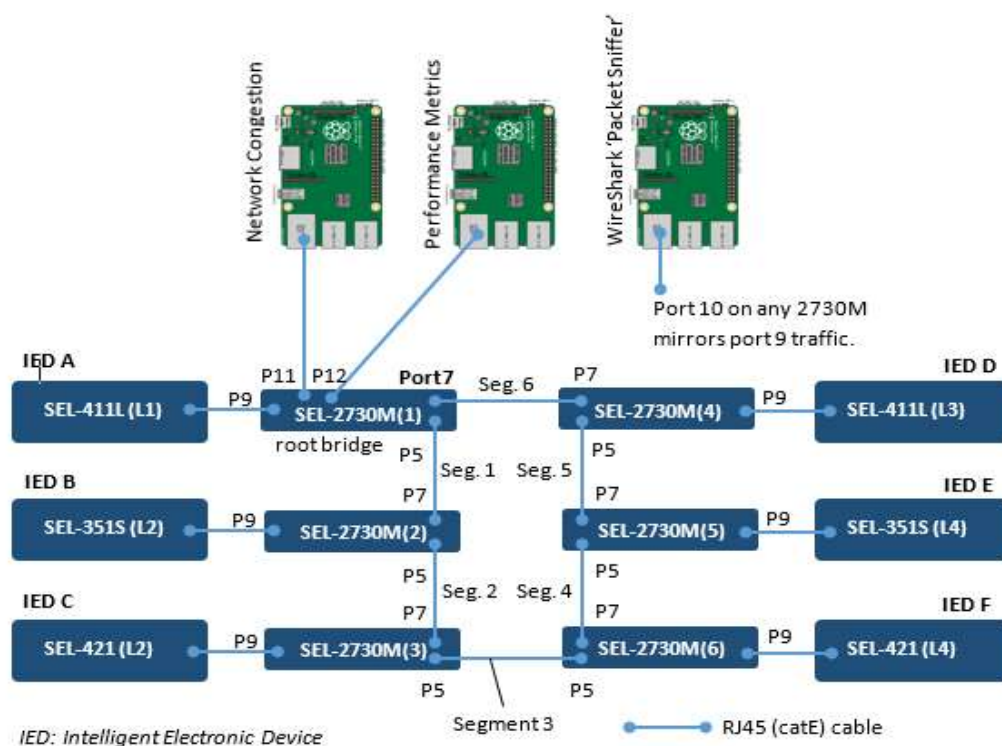 Network Congestion
Performance Metrics
WireShark 'Packet Sniffer'
Port 10 on any 2730M
mirrors port 9 traffic.
IED A
SEL-411L (L1)
P9
P11
P12
Port7
SEL-2730M(1)
root bridge
Seg. 6
P7
SEL-2730M(4)
P9
IED D
SEL-411L (L3)
P5
Seg. 1
Seg. 5
P5
IED B
SEL-351S (L2)
P9
P7
SEL-2730M(2)
P7
SEL-2730M(5)
P9
IED E
SEL-351S (L4)
P5
Seg. 2
Seg. 4
P5
IED C
SEL-421 (L2)
P9
P7
SEL-2730M(3)
P7
SEL-2730M(6)
P9
IED F
SEL-421 (L4)
P5
P5
Segment 3
RJ45 (catE) cable
IED: Intelligent Electronic Device